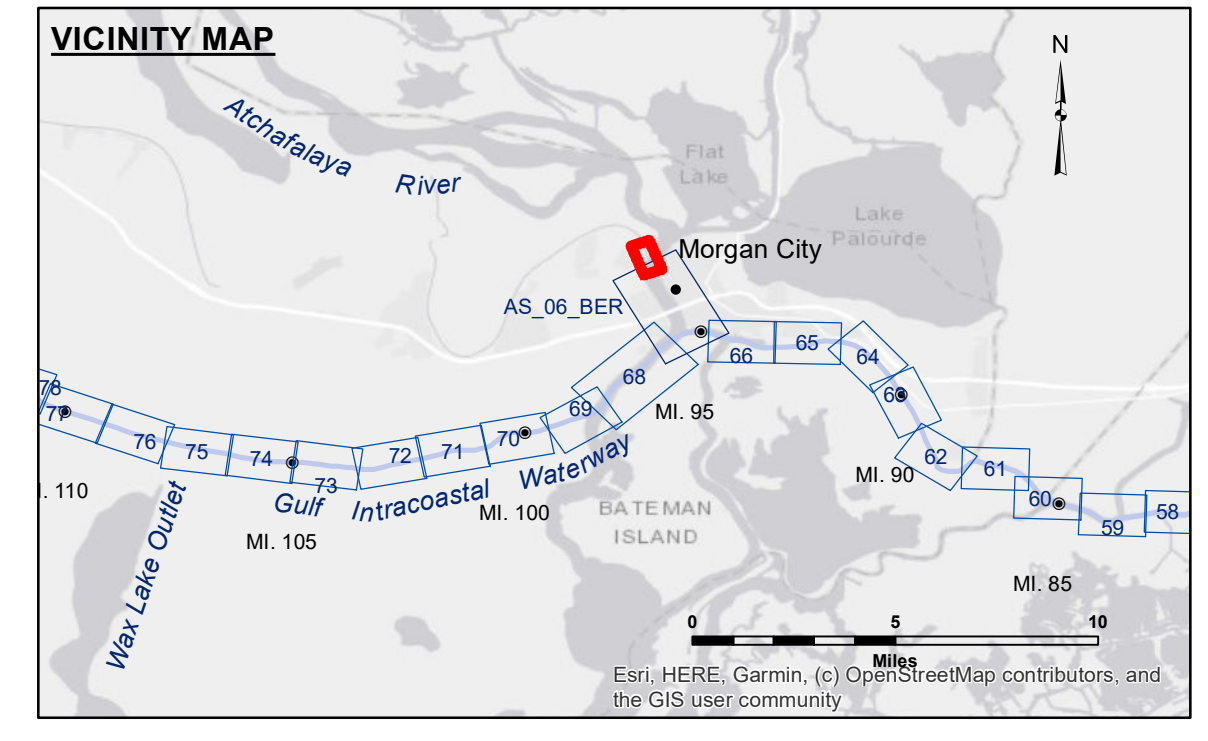 VICINITY MAP
N
Atchafalaya
River
Flat
Lake
Lake
Palourde
Morgan City
AS_06_BER
66
65
64
63
68
69
MI. 95
78
77
76
75
74
73
72
71
70
62
61
60
59
58
MI. 90
Waterway
Intracoastal
Gulf
MI. 100
BATEMAN
ISLAND
I. 110
MI. 105
Wax Lake Outlet
MI. 85
0 5 10
Miles
Esri, HERE, Garmin, (c) OpenStreetMap contributors, and
the GIS user community